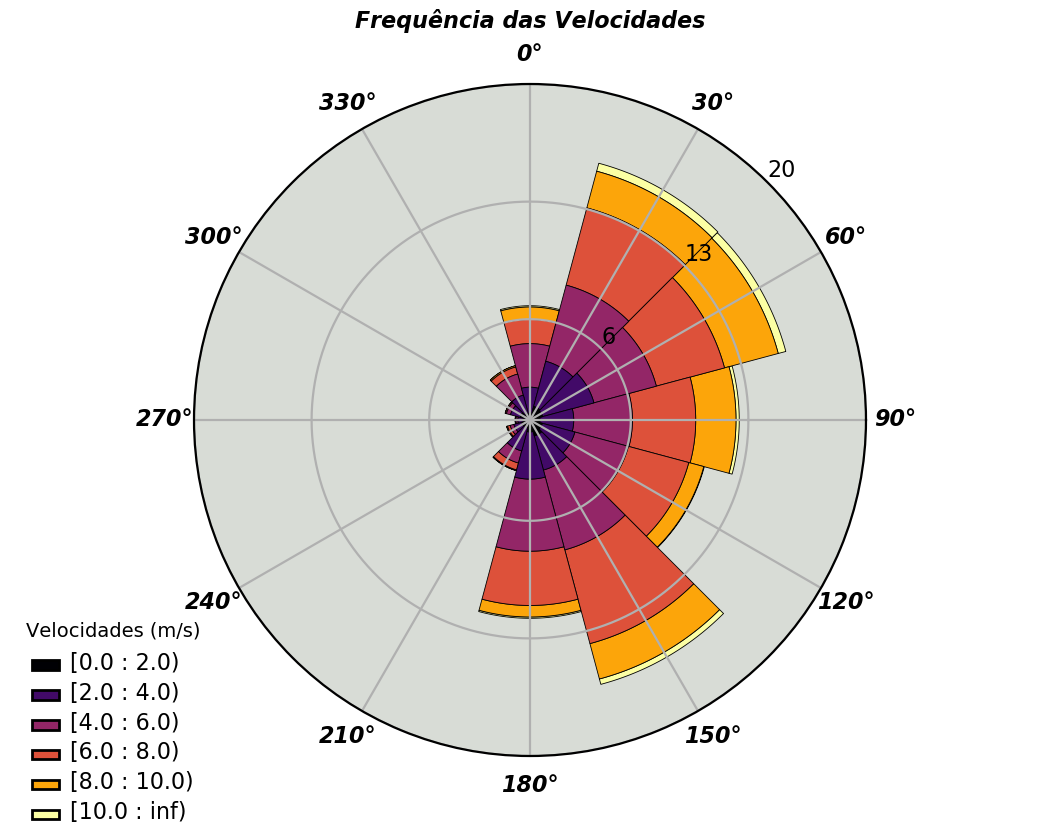 Frequência das Velocidades
0°
330°
30°
20
300°
60°
13
6
270°
90°
240°
120°
210°
150°
180°
Velocidades (m/s)
[0.0 : 2.0)
[2.0 : 4.0)
[4.0 : 6.0)
[6.0 : 8.0)
[8.0 : 10.0)
[10.0 : inf)